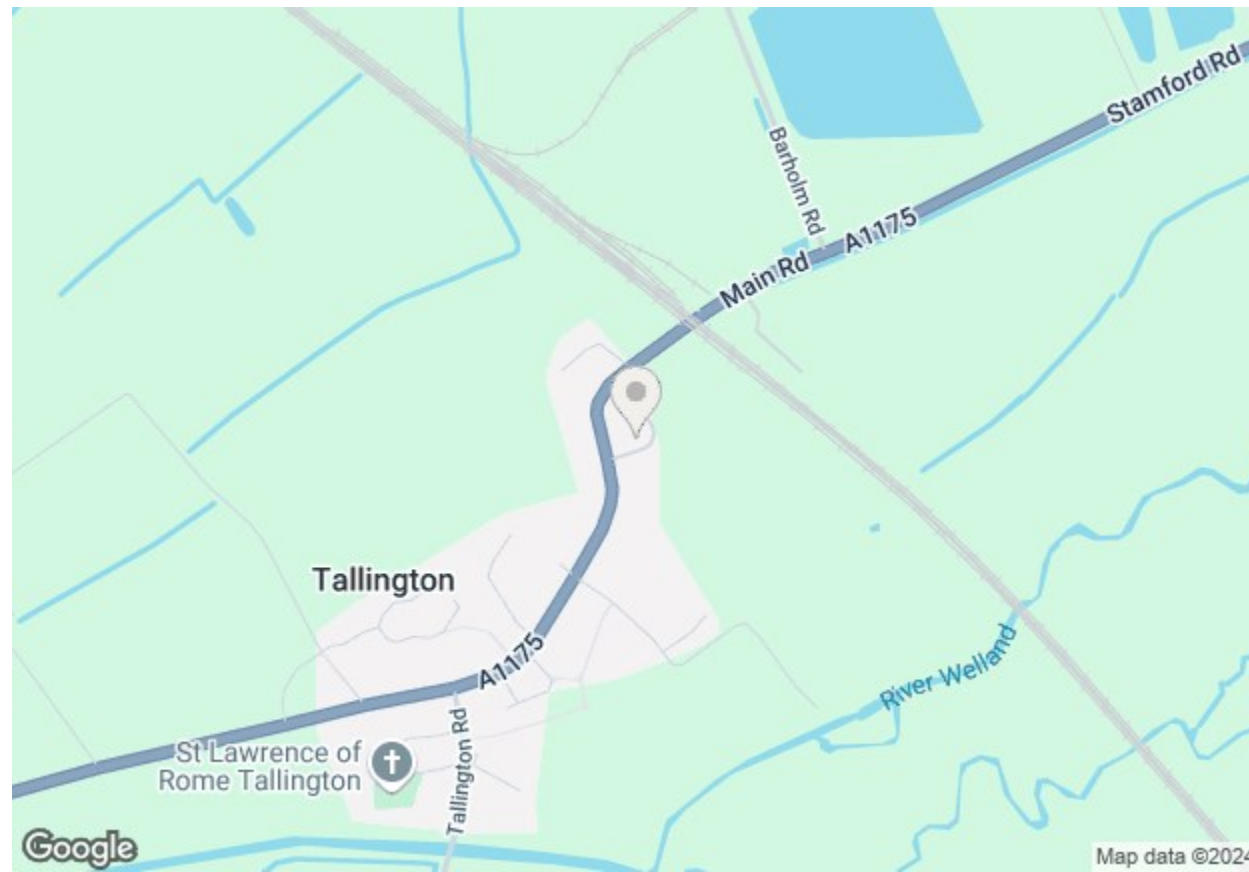 Stamford Rd
Barholm Rd
A1175
Main Rd
Tallington
A1175
River Welland
St Lawrence of
Rome Tallington
Tallington Rd
Google
Map data ©2024